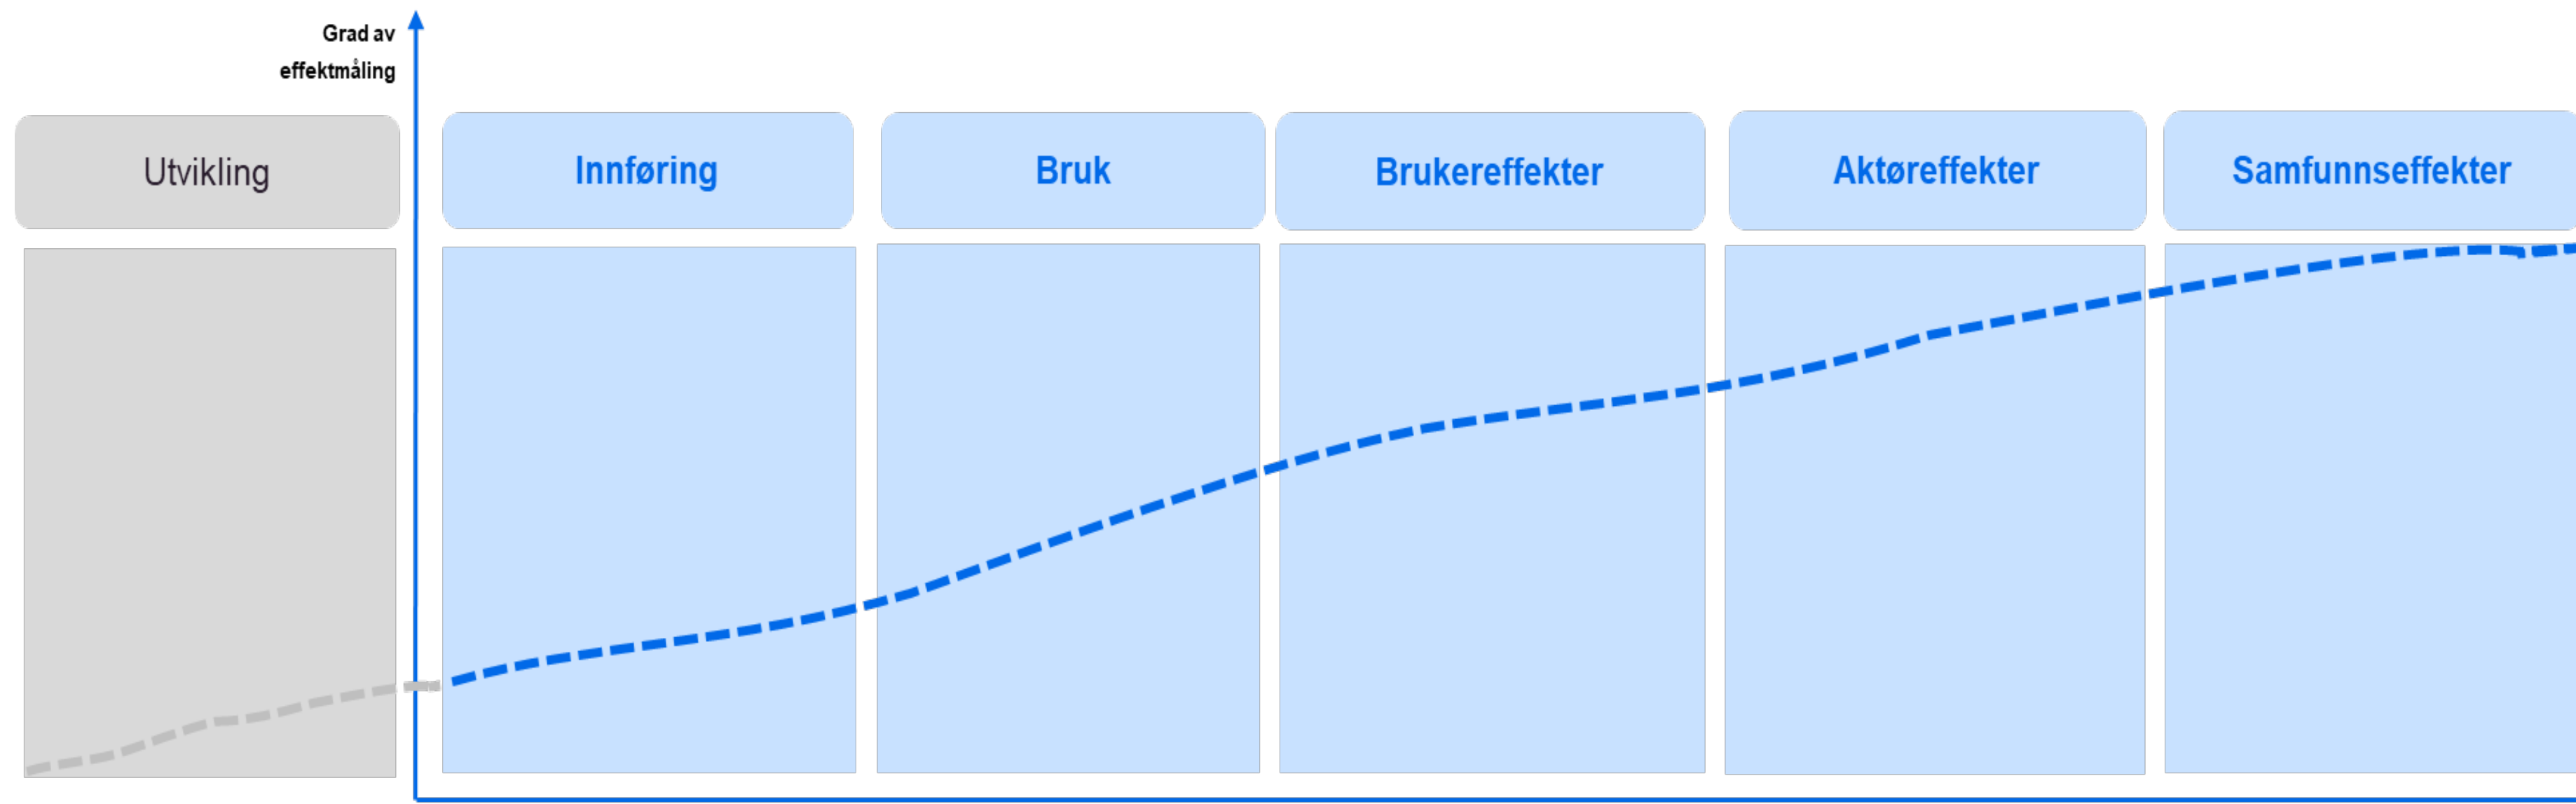 Grad av
effektmåling
Utvikling
Innføring
Bruk
Brukereffekter
Aktøreffekter
Samfunnseffekter